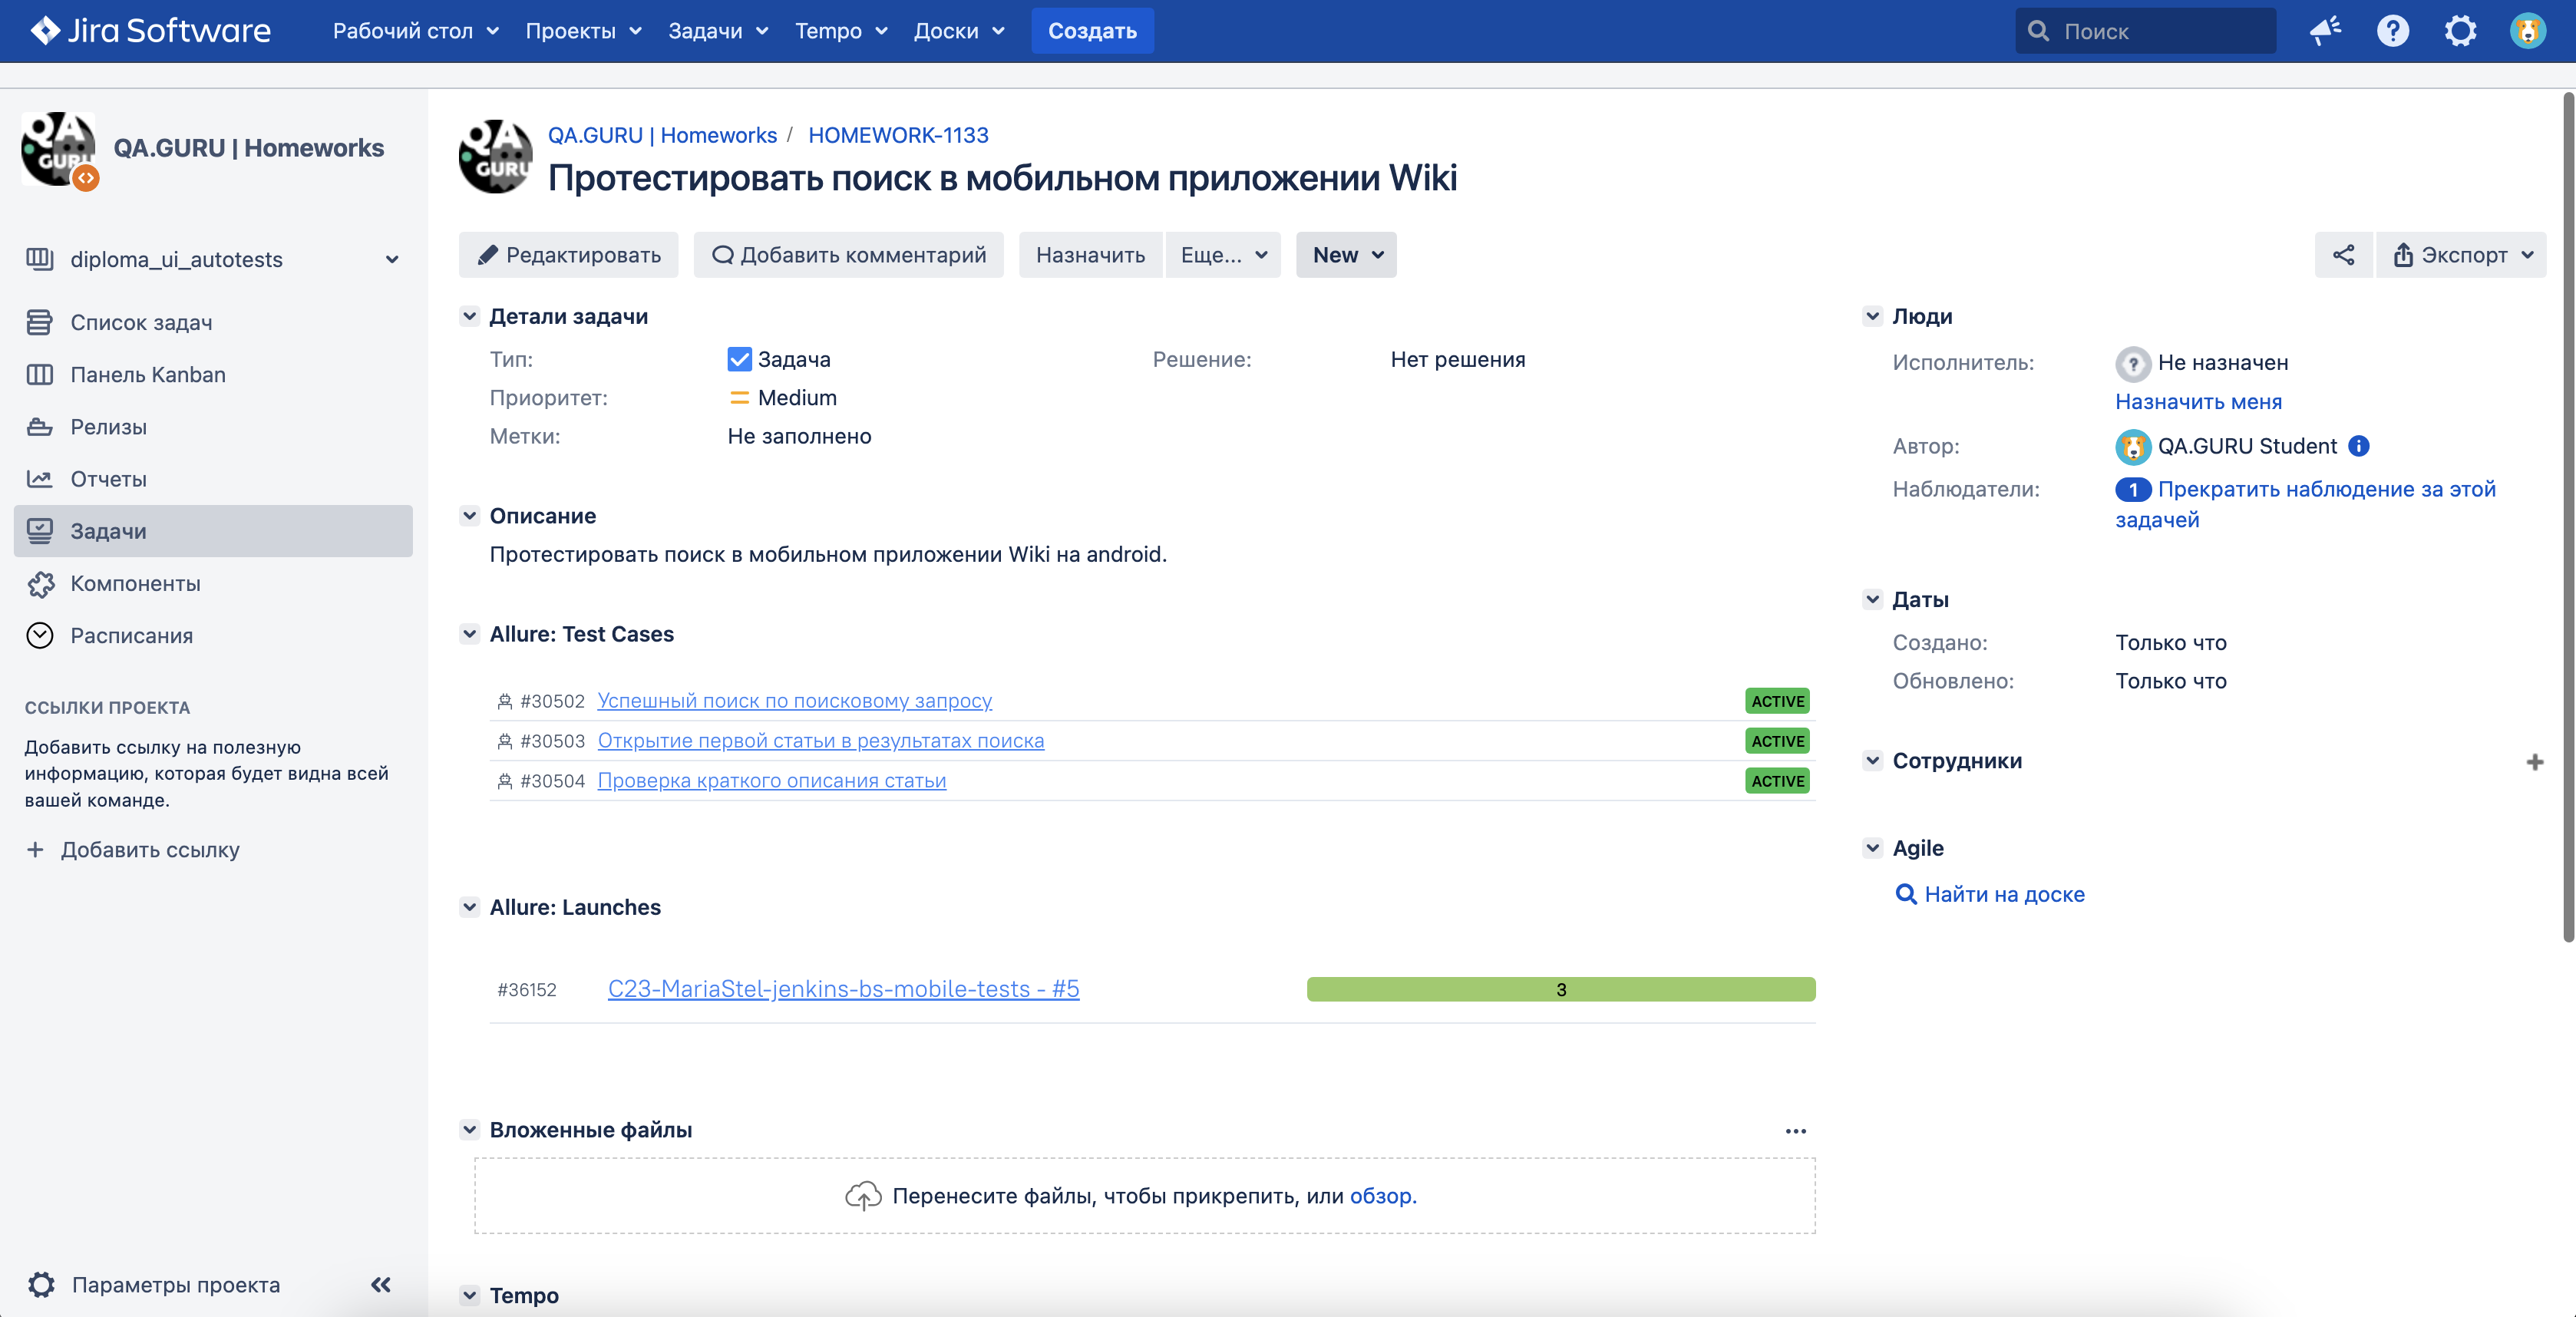 Jira Software
Рабочий стол
Проекты
Задачи
Tempo
Доски
Создать
Поиск
QA GURU
QA.GURU | Homeworks
diploma_ui_autotests
Список задач
Панель Kanban
Релизы
Отчеты
Задачи
Компоненты
Расписания
ССЫЛКИ ПРОЕКТА
Добавить ссылку на полезную
информацию, которая будет видна всей
вашей команде.
+ Добавить ссылку
Параметры проекта
QA GURU
QA.GURU | Homeworks / HOMEWORK-1133
Протестировать поиск в мобильном приложении Wiki
Редактировать
Добавить комментарий
Назначить
Еще...
New
Экспорт
Детали задачи
Тип: Задача
Решение: Нет решения
Приоритет: Medium
Метки: Не заполнено
Описание
Протестировать поиск в мобильном приложении Wiki на android.
Allure: Test Cases
#30502 Успешный поиск по поисковому запросу ACTIVE
#30503 Открытие первой статьи в результатах поиска ACTIVE
#30504 Проверка краткого описания статьи ACTIVE
Allure: Launches
#36152 C23-MariaStel-jenkins-bs-mobile-tests - #5 3
Вложенные файлы
...
Перенесите файлы, чтобы прикрепить, или обзор.
Tempo
Люди
Исполнитель: ? Не назначен
Назначить меня
Автор: QA.GURU Student
Наблюдатели: 1 Прекратить наблюдение за этой
задачей
Даты
Создано: Только что
Обновлено: Только что
Сотрудники
Agile
Найти на доске